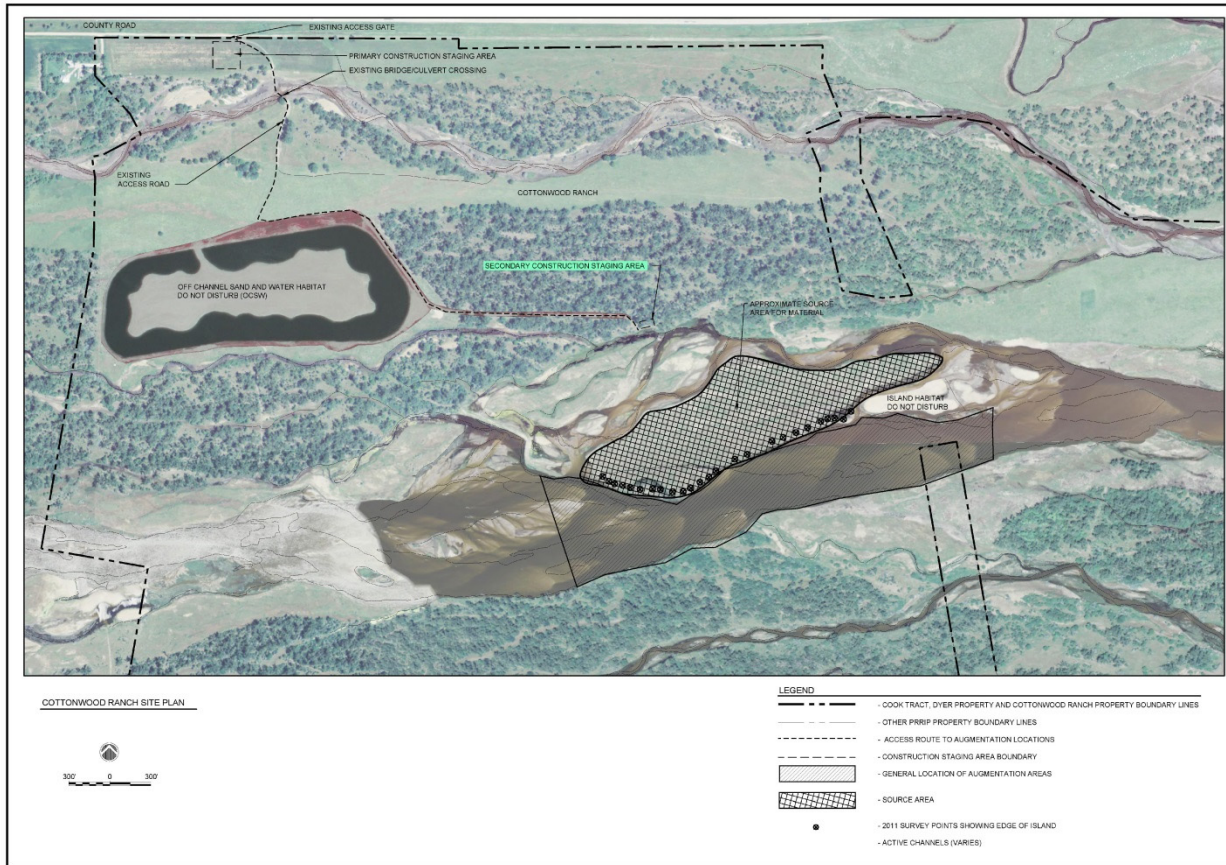 COUNTY ROAD
EXISTING ACCESS GATE
PRIMARY CONSTRUCTION STAGING AREA
EXISTING BRIDGE/CULVERT CROSSING
EXISTING
ACCESS ROAD
COTTONWOOD RANCH
SECONDARY CONSTRUCTION STAGING AREA
OFF CHANNEL SAND AND WATER HABITAT
DO NOT DISTURB (OCSW)
APPROXIMATE SOURCE
AREA FOR MATERIAL
ISLAND HABITAT
DO NOT DISTURB
COTTONWOOD RANCH SITE PLAN
300' 0 300'
LEGEND
- COOK TRACT, DYER PROPERTY AND COTTONWOOD RANCH PROPERTY BOUNDARY LINES
- OTHER PRRIP PROPERTY BOUNDARY LINES
- ACCESS ROUTE TO AUGMENTATION LOCATIONS
- CONSTRUCTION STAGING AREA BOUNDARY
- GENERAL LOCATION OF AUGMENTATION AREAS
- SOURCE AREA
- 2011 SURVEY POINTS SHOWING EDGE OF ISLAND
- ACTIVE CHANNELS (VARIES)